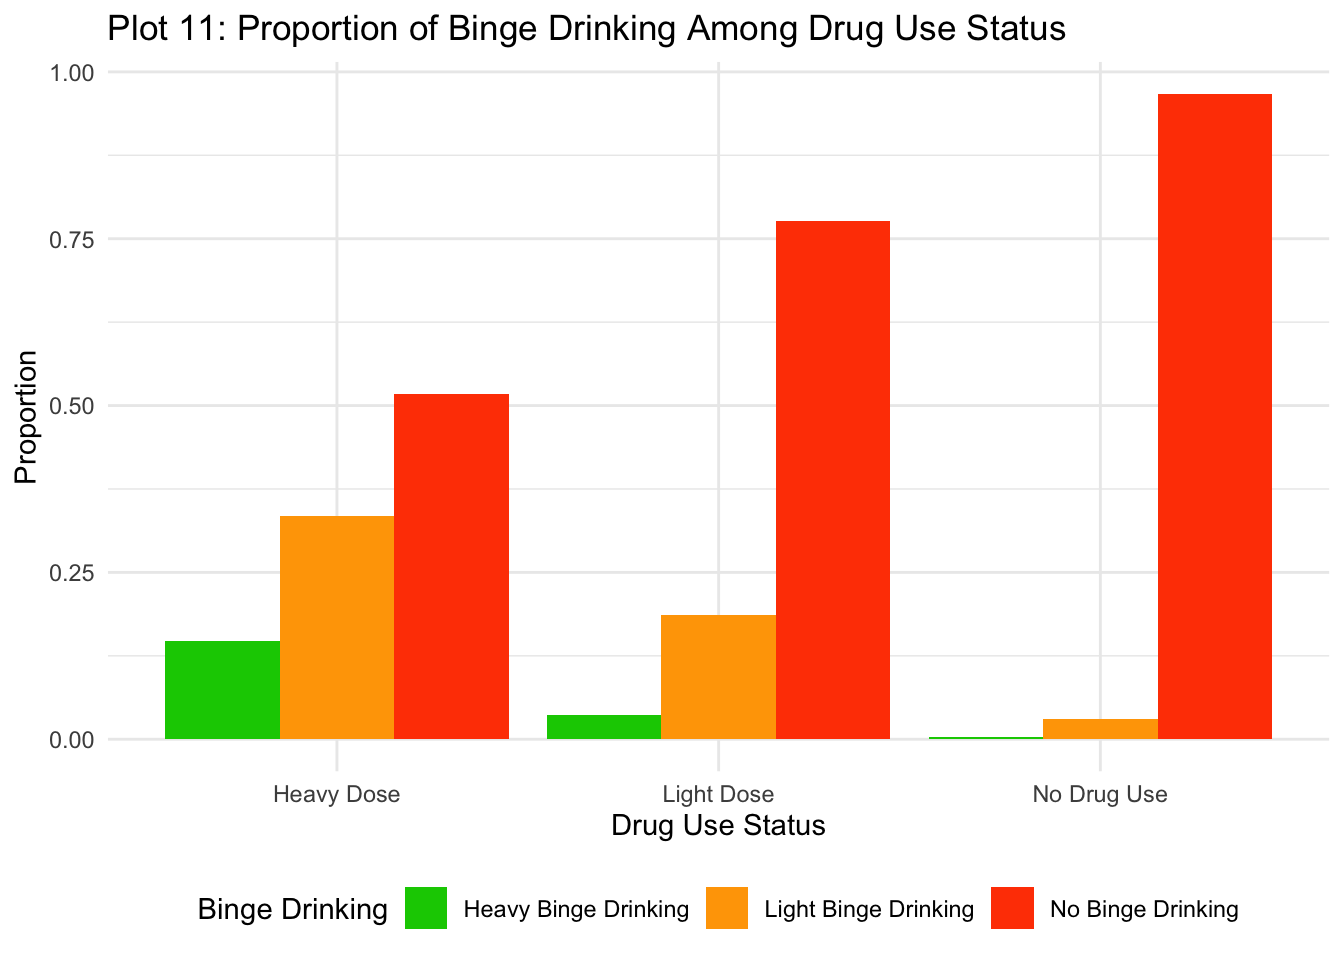 Plot 11: Proportion of Binge Drinking Among Drug Use Status
1.00
0.75
0.50
0.25
0.00
Proportion
Heavy Dose
Light Dose
No Drug Use
Drug Use Status
Binge Drinking
Heavy Binge Drinking
Light Binge Drinking
No Binge Drinking